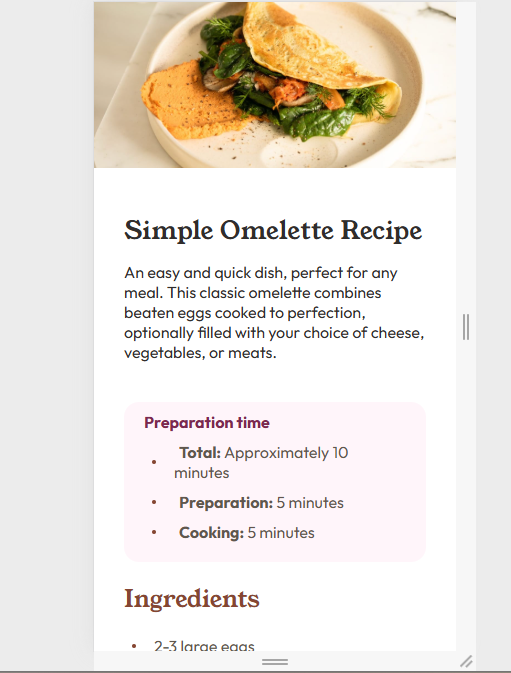 Simple Omelette Recipe
An easy and quick dish, perfect for any
meal. This classic omelette combines
beaten eggs cooked to perfection,
optionally filled with your choice of cheese,
vegetables, or meats.
Preparation time
• Total: Approximately 10
minutes
• Preparation: 5 minutes
• Cooking: 5 minutes
Ingredients
• 2-3 large eggs